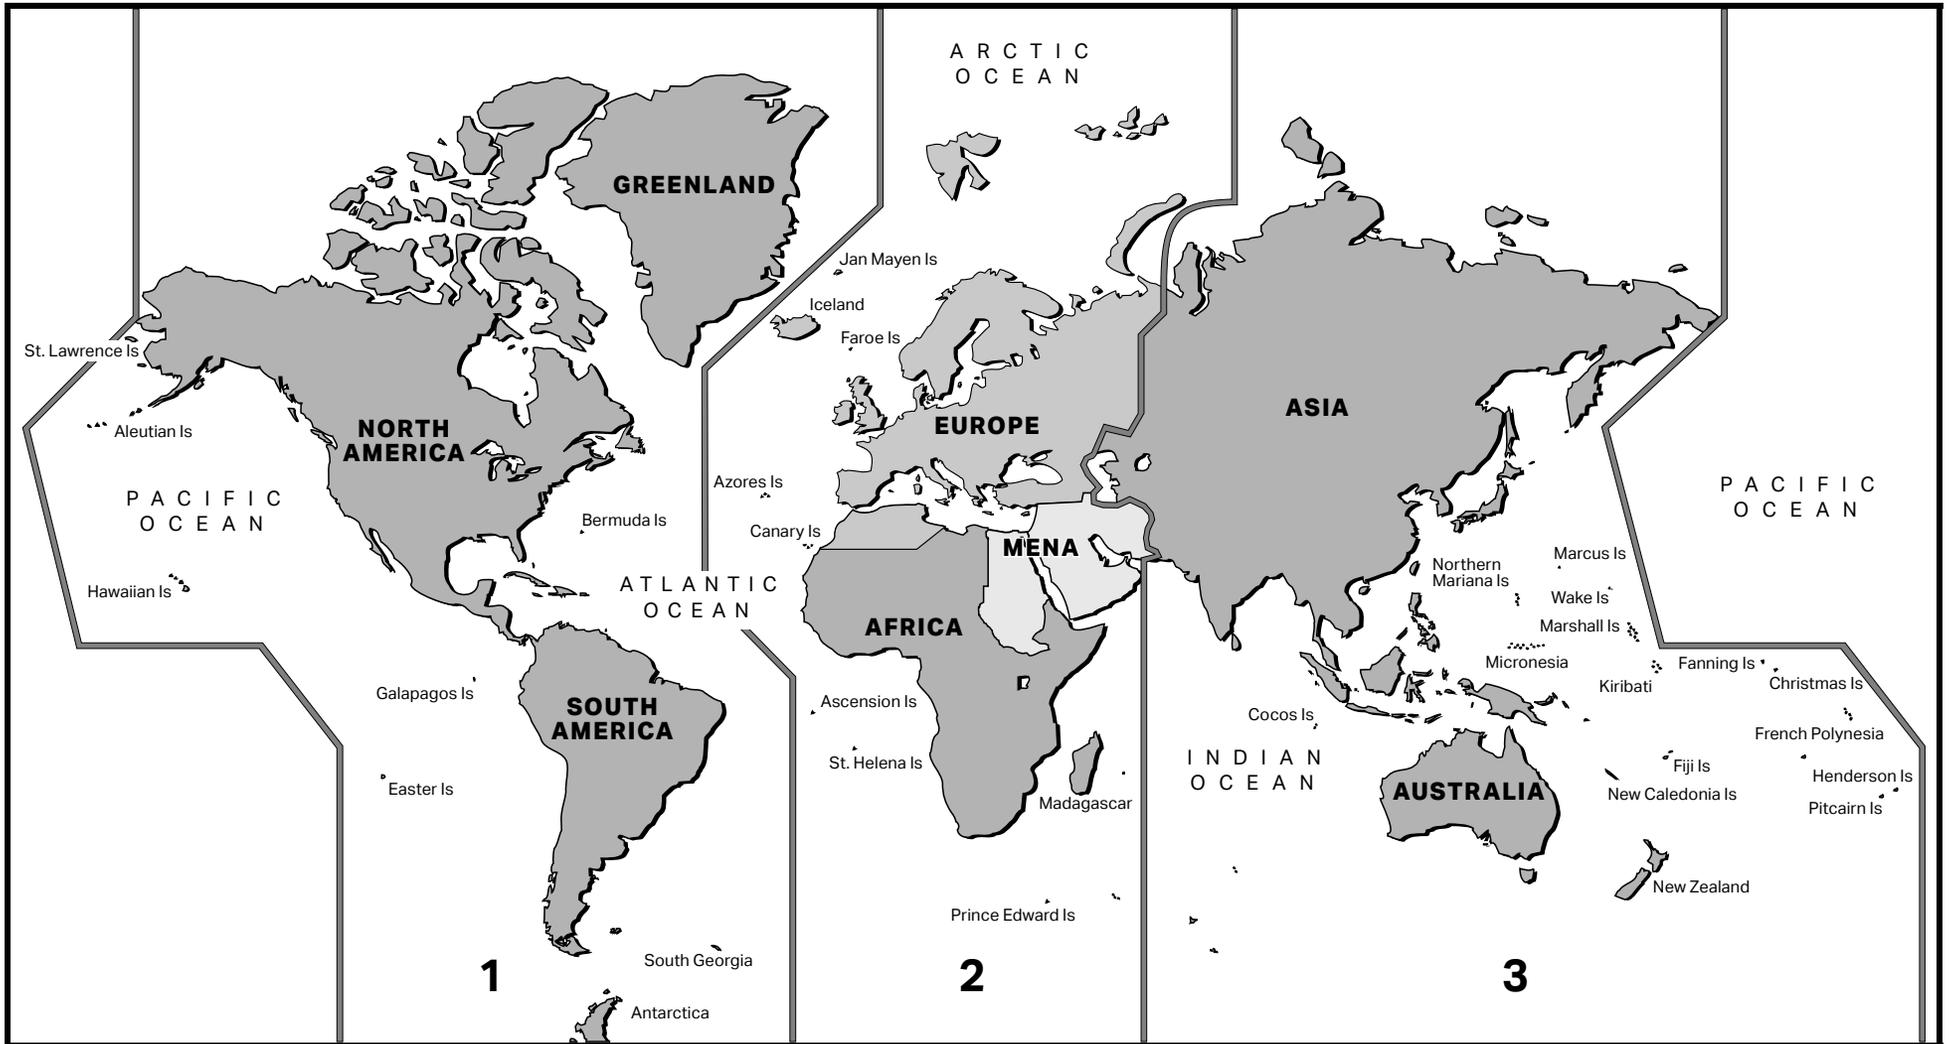 ARCTIC
OCEAN
GREENLAND
Jan Mayen Is
Iceland
Faroe Is
St. Lawrence Is
Aleutian Is
NORTH
AMERICA
EUROPE
ASIA
PACIFIC
OCEAN
Azores Is
Bermuda Is
Canary Is
MENA
PACIFIC
OCEAN
Hawaiian Is
ATLANTIC
OCEAN
AFRICA
Northern
Mariana Is
Marcus Is
Wake Is
Marshall Is
Micronesia
Fanning Is
Kiribati
Christmas Is
Galapagos Is
SOUTH
AMERICA
Ascension Is
Cocos Is
French Polynesia
St. Helena Is
INDIAN
OCEAN
Fiji Is
Henderson Is
Easter Is
Madagascar
AUSTRALIA
New Caledonia Is
Pitcairn Is
New Zealand
Prince Edward Is
South Georgia
1
2
3
Antarctica